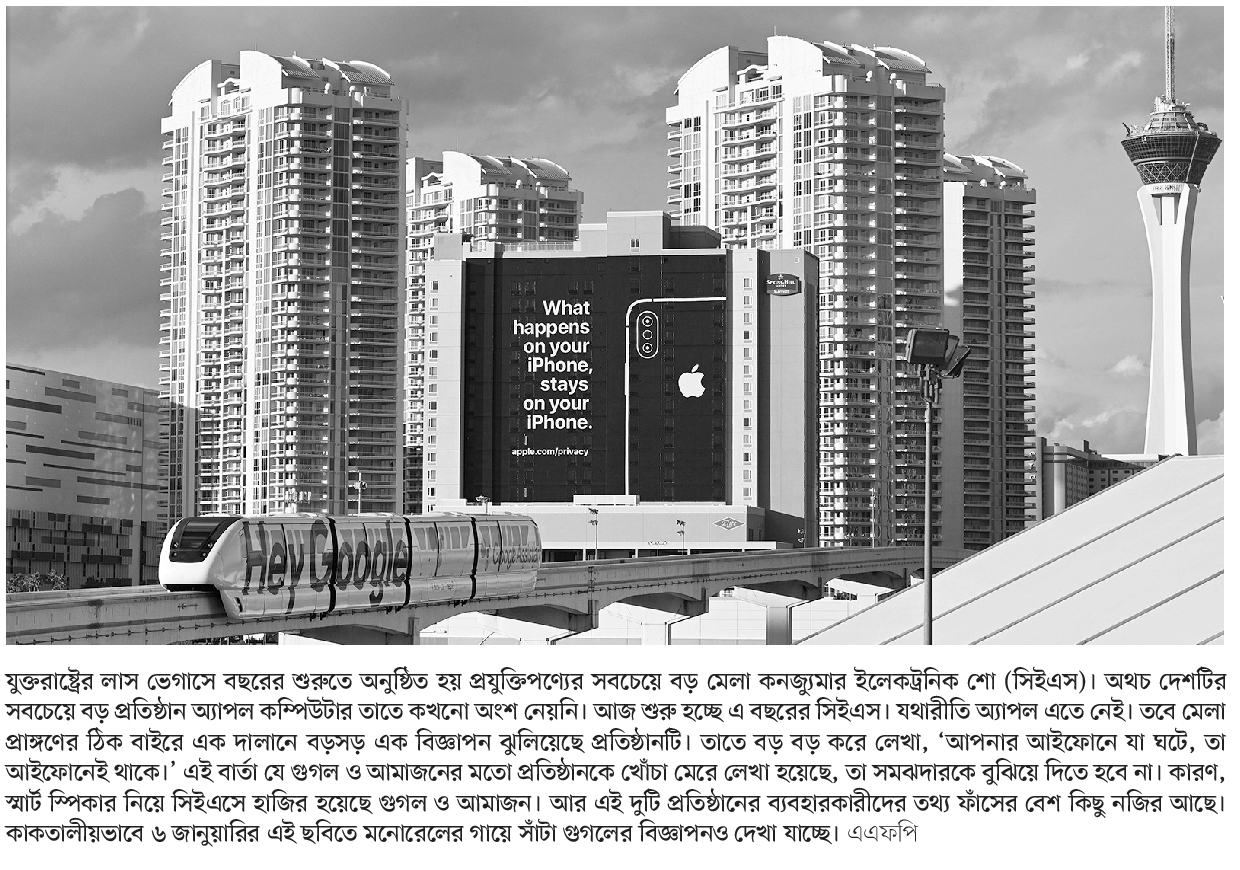 What
happens
on your
iPhone,
stays
on your
iPhone.
apple.com/privacy
Hey Google
যুক্তরাষ্ট্রের লাস ভেগাসে বছরের শুরুতে অনুষ্ঠিত হয় প্রযুক্তিপণ্যের সবচেয়ে বড় মেলা কনজ্যুমার ইলেকট্রনিক শো (সিইএস)। অথচ দেশটির
সবচেয়ে বড় প্রতিষ্ঠান অ্যাপল কম্পিউটার তাতে কখনো অংশ নেয়নি। আজ শুরু হচ্ছে এ বছরের সিইএস। যথারীতি অ্যাপল এতে নেই। তবে মেলা
প্রাঙ্গণের ঠিক বাইরে এক দালানে বড়সড় এক বিজ্ঞাপন ঝুলিয়েছে প্রতিষ্ঠানটি। তাতে বড় বড় করে লেখা, ‘আপনার আইফোনে যা ঘটে, তা
আইফোনেই থাকে।’ এই বার্তা যে গুগল ও আমাজনের মতো প্রতিষ্ঠানকে খোঁচা মেরে লেখা হয়েছে, তা সমঝদারকে বুঝিয়ে দিতে হবে না। কারণ,
স্মার্ট স্পিকার নিয়ে সিইএসে হাজির হয়েছে গুগল ও আমাজন। আর এই দুটি প্রতিষ্ঠানের ব্যবহারকারীদের তথ্য ফাঁসের বেশ কিছু নজির আছে।
কাকতালীয়ভাবে ৬ জানুয়ারির এই ছবিতে মনোরেলের গায়ে সাঁটা গুগলের বিজ্ঞাপনও দেখা যাচ্ছে। এএফপি